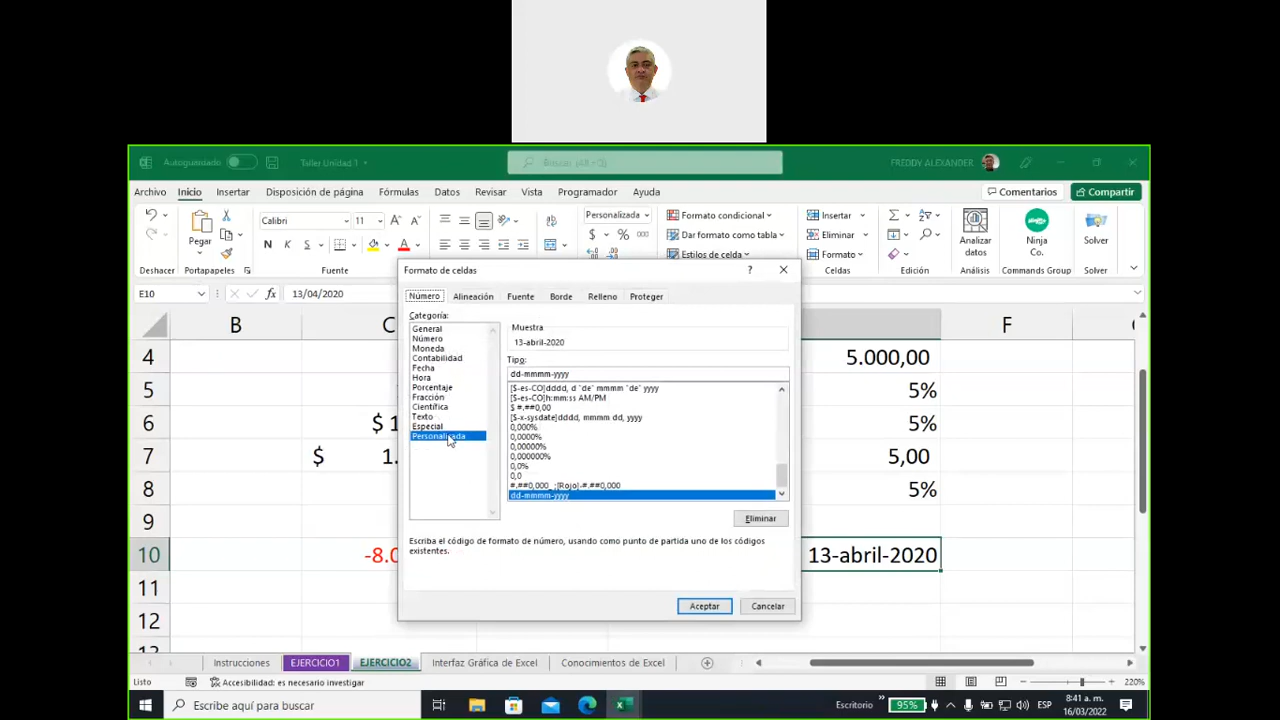 Autoguardado
Taller Unidad 1
Buscar (Alt+Q)
FREDDY ALEXANDER
Archivo Inicio Insertar Disposición de página Fórmulas Datos Revisar Vista Programador Ayuda
Comentarios Compartir
Calibri 11
Personalizada
Formato condicional
Insertar
Pegar
Dar formato como tabla
Eliminar
Analizar datos
Ninja Co.
Solver
N K S
$ % 000
Estilos de celda
Formato
Deshacer Portapapeles Fuente
Celdas Edición Análisis Commands Group Solver
E10
fx 13/04/2020
Formato de celdas
? ×
Número Alineación Fuente Borde Relleno Proteger
Categoría:
General
Número
Moneda
Contabilidad
Fecha
Hora
Porcentaje
Fracción
Científica
Texto
Especial
Personalizada
Muestra
13-abril-2020
Tipo:
dd-mmmm-yyyy
[$-es-CO]dddd, d "de" mmmm "de" yyyy
[$-es-CO]h:mm:ss AM/PM
$ #.##0,00
[$-x-sysdate]dddd, mmmm dd, yyyy
0,000%
0,0000%
0,00000%
0,000000%
0,0%
0,0
#.##0,000_ ;[Rojo]-#.##0,000
dd-mmmm-yyyy
Eliminar
Escriba el código de formato de número, usando como punto de partida uno de los códigos
existentes.
Aceptar Cancelar
B C F
4 5.000,00
5 5%
6 $ 1 5%
7 $ 1. 5,00
8 5%
9
10 -8.0 13-abril-2020
11
12
13
Instrucciones EJERCICIO1 EJERCICIO2 Interfaz Gráfica de Excel Conocimientos de Excel
Listo
Accesibilidad: es necesario investigar
220%
Escribe aquí para buscar
Escritorio
95%
ESP
8:41 a. m.
16/03/2022